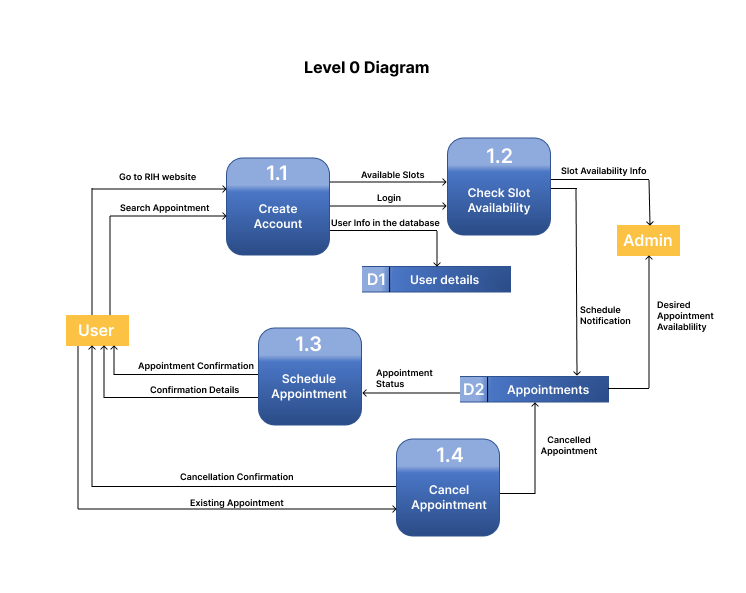 Level 0 Diagram
1.2
Slot Availability Info
1.1
Available Slots
Go to RIH website
Check Slot
Availability
Login
Search Appointment
Create
Account
User Info in the database
Admin
D1
User details
Schedule
Notification
Desired
Appointment
Availablility
User
1.3
Appointment Confirmation
Schedule
Appointment
Appointment
Status
Confirmation Details
D2
Appointments
Cancelled
Appointment
1.4
Cancellation Confirmation
Cancel
Appointment
Existing Appointment